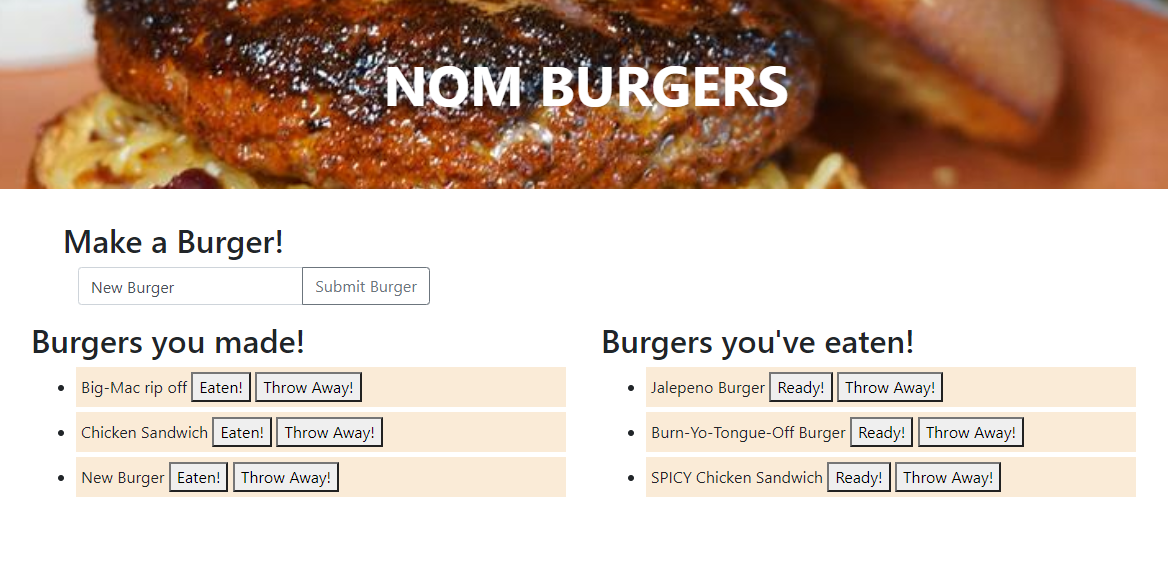 NOM BURGERS
Make a Burger!
New Burger Submit Burger
Burgers you made!
Big-Mac rip off Eaten! Throw Away!
Chicken Sandwich Eaten! Throw Away!
New Burger Eaten! Throw Away!
Burgers you've eaten!
Jalepeno Burger Ready! Throw Away!
Burn-Yo-Tongue-Off Burger Ready! Throw Away!
SPICY Chicken Sandwich Ready! Throw Away!